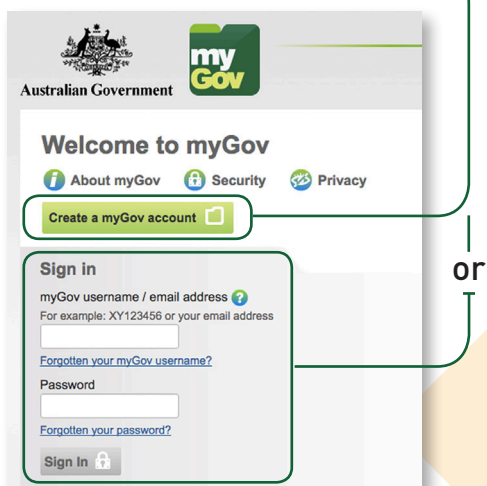 Australian Government
my
Gov
Welcome to myGov
About myGov Security Privacy
Create a myGov account
Sign in
or
myGov username / email address ?
For example: XY123456 or your email address
Forgotten your myGov username?
Password
Forgotten your password?
Sign In